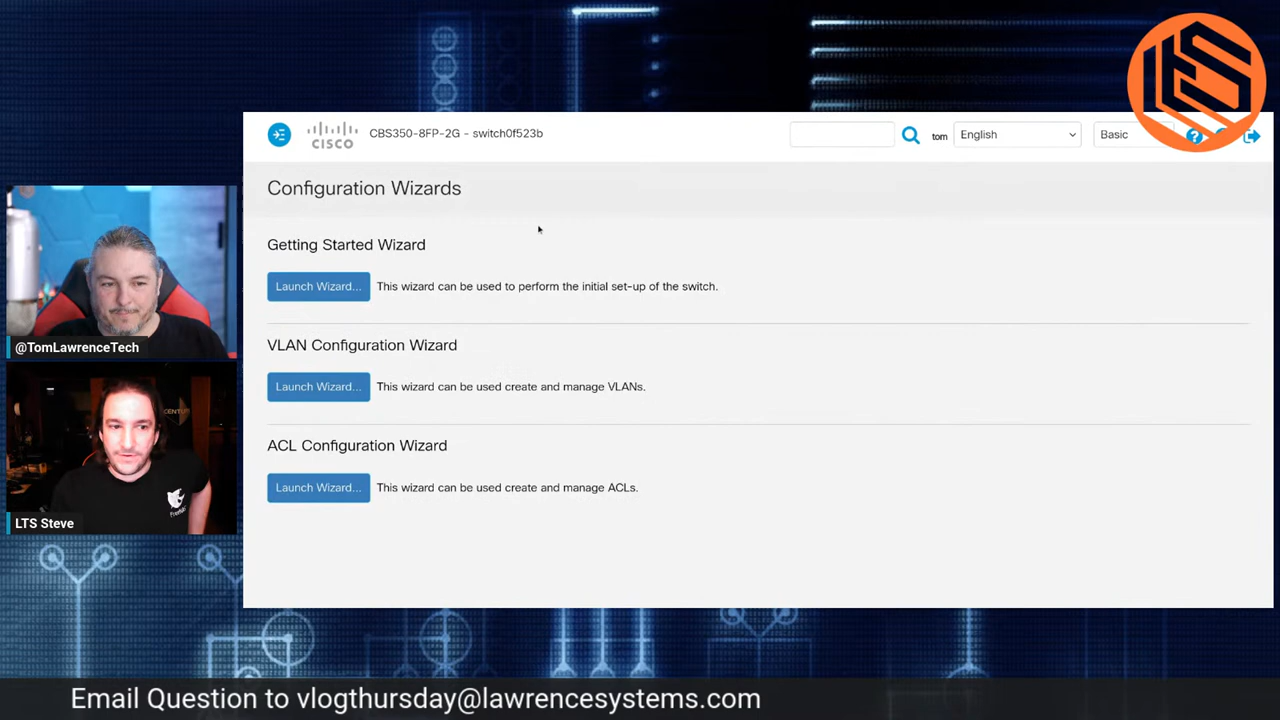 CISCO
CBS350-8FP-2G - switch0f523b
tom
English
Basic
Configuration Wizards
Getting Started Wizard
Launch Wizard...
This wizard can be used to perform the initial set-up of the switch.
VLAN Configuration Wizard
Launch Wizard...
This wizard can be used create and manage VLANs.
ACL Configuration Wizard
Launch Wizard...
This wizard can be used create and manage ACLs.
@TomLawrenceTech
LTS Steve
Email Question to vlogthursday@lawrencesystems.com